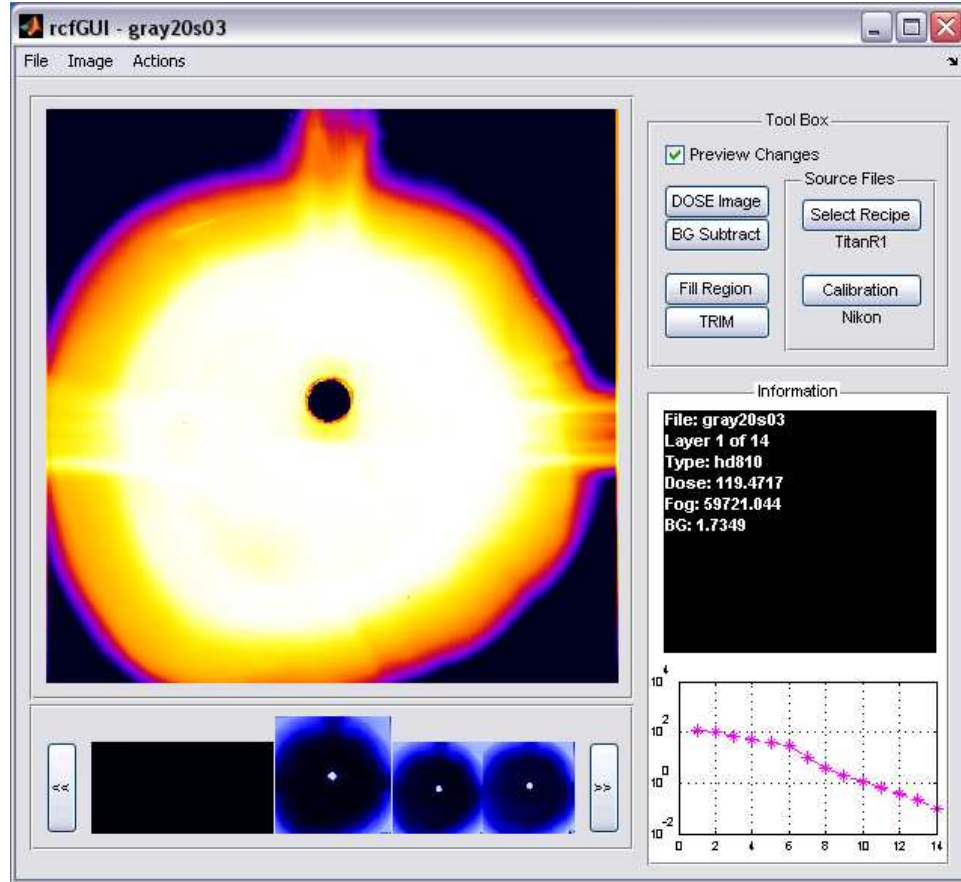 rcfGUI - gray20s03
File Image Actions
Tool Box
Preview Changes
DOSE Image
BG Subtract
Fill Region
TRIM
Source Files
Select Recipe
TitanR1
Calibration
Nikon
Information
File: gray20s03
Layer 1 of 14
Type: hd810
Dose: 119.4717
Fog: 59721.044
BG: 1.7349
10^4
10^2
10^0
10^-2
0 2 4 6 8 10 12 14
<< >>